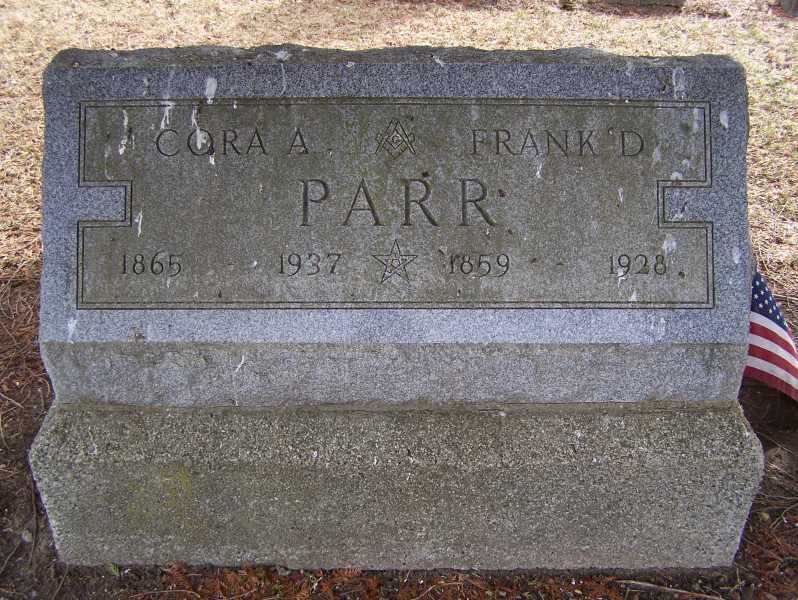 CORA A. G FRANK D.
PARR
1865 - 1937 1859 - 1928